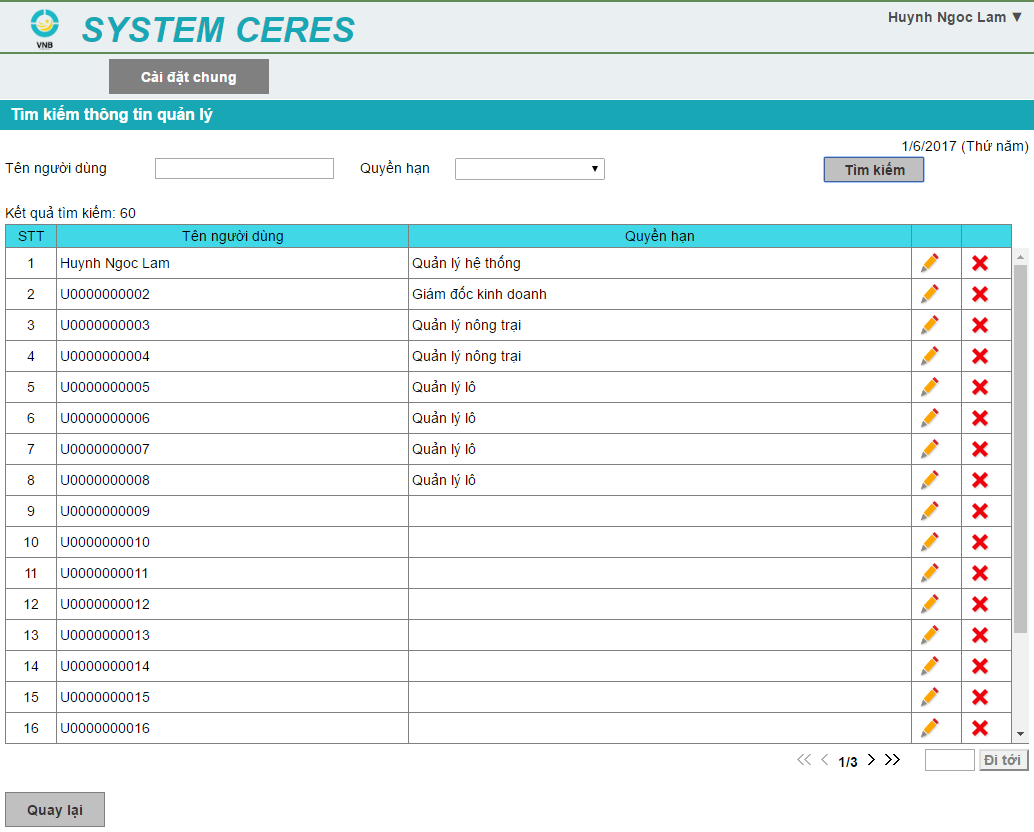 VNB
SYSTEM CERES
Huynh Ngoc Lam ▼
Cài đặt chung
Tìm kiếm thông tin quản lý
1/6/2017 (Thứ năm)
Tên người dùng Quyền hạn Tìm kiếm
Kết quả tìm kiếm: 60
STT Tên người dùng Quyền hạn
1 Huynh Ngoc Lam Quản lý hệ thống
2 U0000000002 Giám đốc kinh doanh
3 U0000000003 Quản lý nông trại
4 U0000000004 Quản lý nông trại
5 U0000000005 Quản lý lô
6 U0000000006 Quản lý lô
7 U0000000007 Quản lý lô
8 U0000000008 Quản lý lô
9 U0000000009
10 U0000000010
11 U0000000011
12 U0000000012
13 U0000000013
14 U0000000014
15 U0000000015
16 U0000000016
1/3 Đi tới
Quay lại